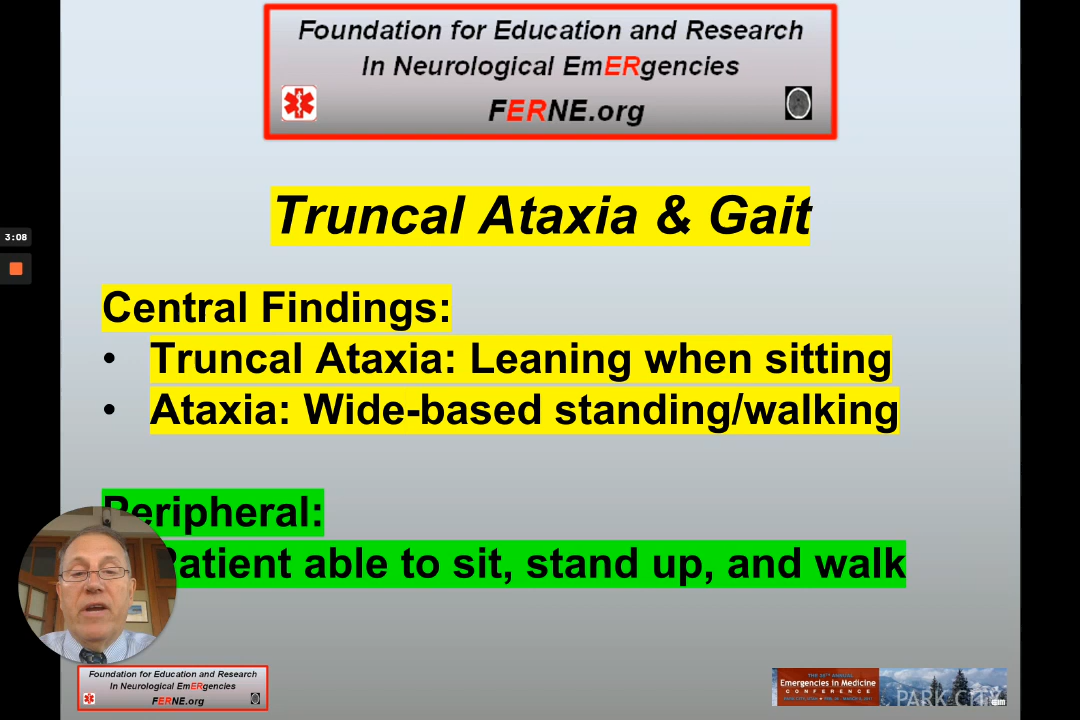 Foundation for Education and Research
In Neurological EmERgencies
FERNE.org
Truncal Ataxia & Gait
3:08
Central Findings:
• Truncal Ataxia: Leaning when sitting
• Ataxia: Wide-based standing/walking
Peripheral:
Patient able to sit, stand up, and walk
Foundation for Education and Research
In Neurological EmERgencies
FERNE.org
Emergencies in Medicine
CONFERENCE
PARK CITY